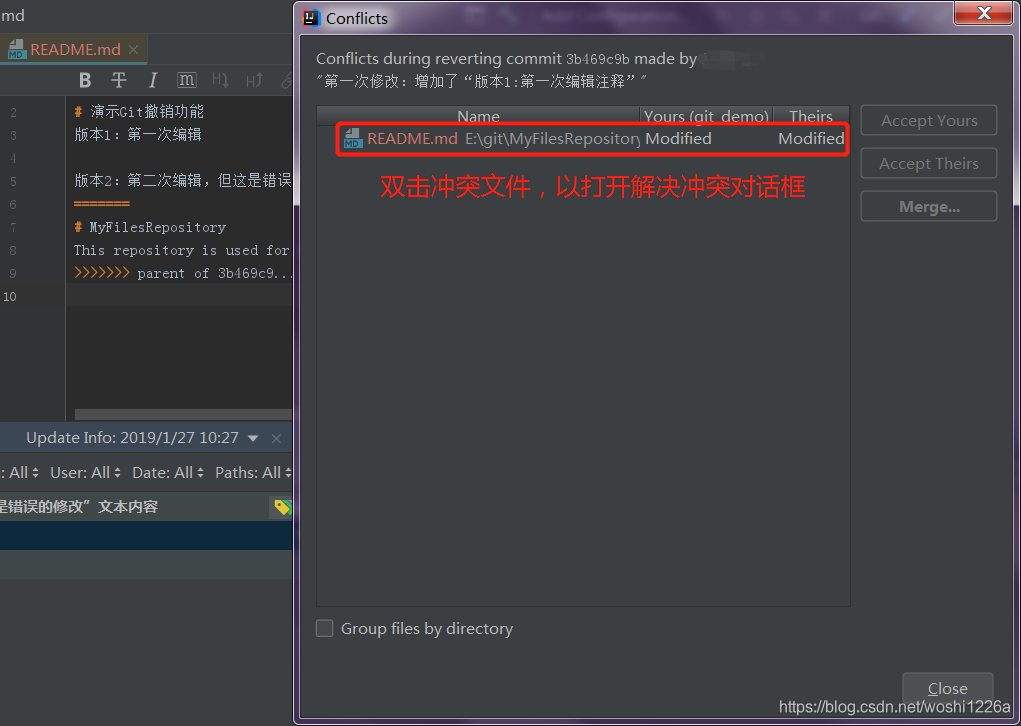 md
README.md
B T I m H H
2 # 演示Git撤销功能
3 版本1: 第一次编辑
4
5 版本2: 第二次编辑, 但这是错误
6 =======
7 # MyFilesRepository
8 This repository is used for
9 >>>>>>> parent of 3b469c9...
10
Update Info: 2019/1/27 10:27
: All User: All Date: All Paths: All
是错误的修改” 文本内容
Conflicts
Conflicts during reverting commit 3b469c9b made by
"第一次修改: 增加了“版本1:第一次编辑注释” "
Name Yours (git_demo) Theirs
README.md E:\git\MyFilesRepository Modified Modified
双击冲突文件，以打开解决冲突对话框
Accept Yours
Accept Theirs
Merge...
Group files by directory
Close
https://blog.csdn.net/woshi1226a